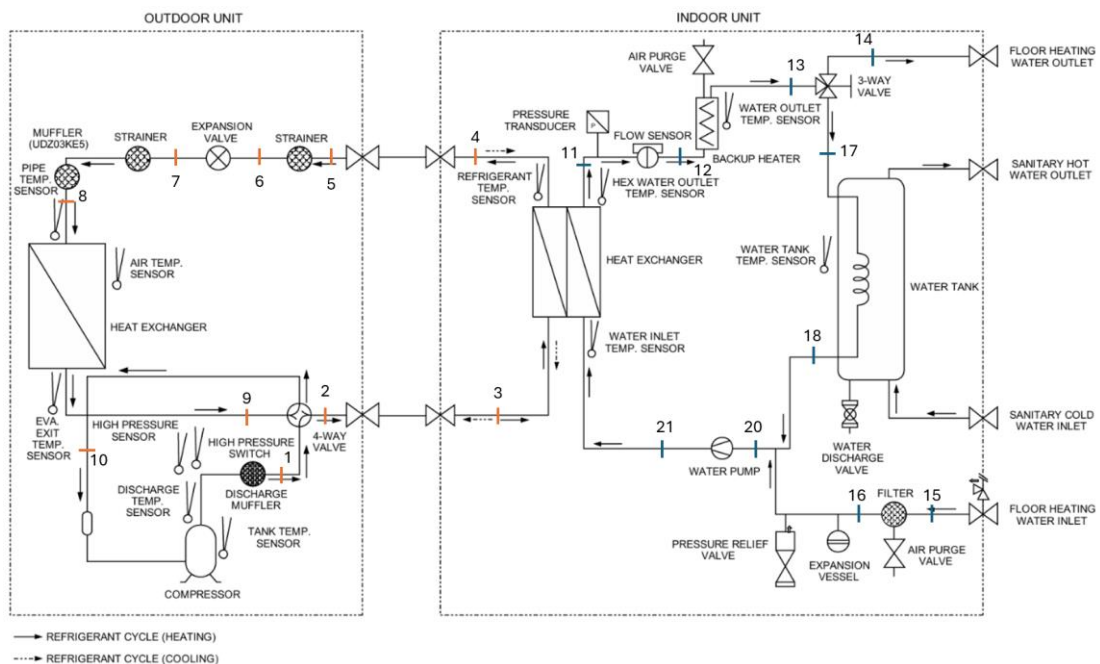 OUTDOOR UNIT
INDOOR UNIT
14
FLOOR HEATING
WATER OUTLET
AIR PURGE
VALVE
13
3-WAY
VALVE
MUFFLER
(UDZ03KE5)
STRAINER
EXPANSION
VALVE
STRAINER
4
PRESSURE
TRANSDUCER
P
FLOW SENSOR
WATER OUTLET
TEMP. SENSOR
BACKUP HEATER
PIPE
TEMP.
SENSOR
8
7
6
5
REFRIGERANT
TEMP.
SENSOR
11
12
HEX WATER OUTLET
TEMP. SENSOR
17
SANITARY HOT
WATER OUTLET
AIR TEMP.
SENSOR
HEAT EXCHANGER
HEAT EXCHANGER
WATER TANK
TEMP. SENSOR
WATER TANK
WATER INLET
TEMP. SENSOR
18
EVA.
EXIT
TEMP.
SENSOR
9
2
3
4-WAY
VALVE
HIGH PRESSURE
SENSOR
HIGH PRESSURE
SWITCH
10
1
DISCHARGE
MUFFLER
DISCHARGE
TEMP.
SENSOR
TANK TEMP.
SENSOR
COMPRESSOR
21
20
WATER PUMP
WATER
DISCHARGE
VALVE
SANITARY COLD
WATER INLET
16
FILTER
15
FLOOR HEATING
WATER INLET
PRESSURE RELIEF
VALVE
EXPANSION
VESSEL
AIR PURGE
VALVE
REFRIGERANT CYCLE (HEATING)
REFRIGERANT CYCLE (COOLING)